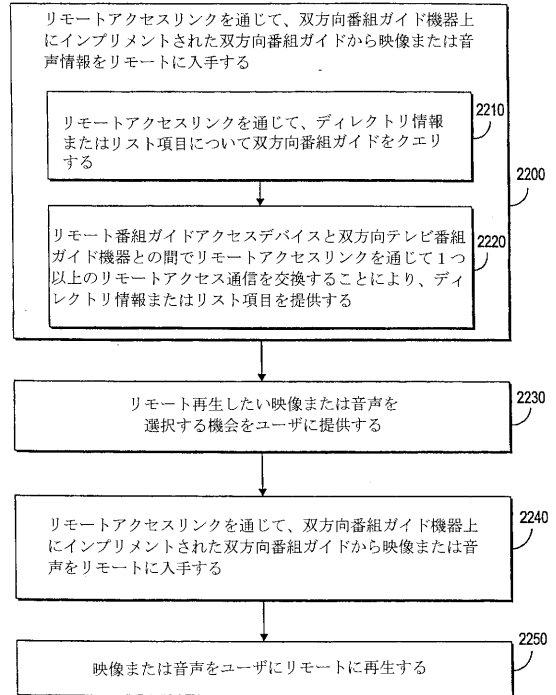 リモートアクセスリンクを通じて、双方向番組ガイド機器上
にインプリメントされた双方向番組ガイドから映像または音
声情報をリモートに入手する
リモートアクセスリンクを通じて、ディレクトリ情報
またはリスト項目について双方向番組ガイドをクエリ
する
2210
2200
リモート番組ガイドアクセスデバイスと双方向テレビ番組
ガイド機器との間でリモートアクセスリンクを通じて1つ
以上のリモートアクセス通信を交換することにより、ディ
レクトリ情報またはリスト項目を提供する
2220
リモート再生したい映像または音声を
選択する機会をユーザに提供する
2230
リモートアクセスリンクを通じて、双方向番組ガイド機器上
にインプリメントされた双方向番組ガイドから映像または音
声をリモートに入手する
2240
映像または音声をユーザにリモートに再生する
2250